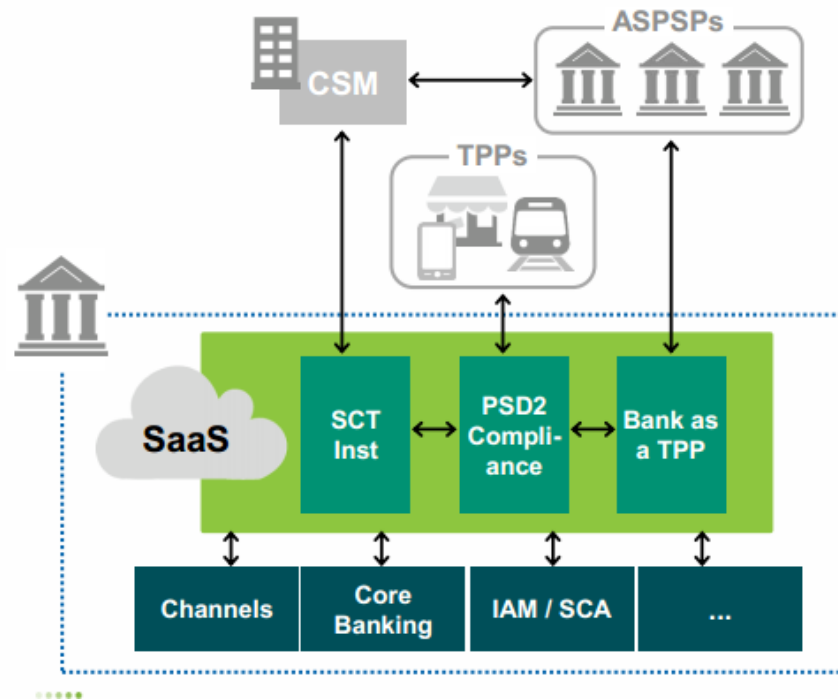 ASPSPs
CSM
TPPs
SaaS
SCT
Inst
PSD2
Compli-
ance
Bank as
a TPP
Channels
Core
Banking
IAM / SCA
...